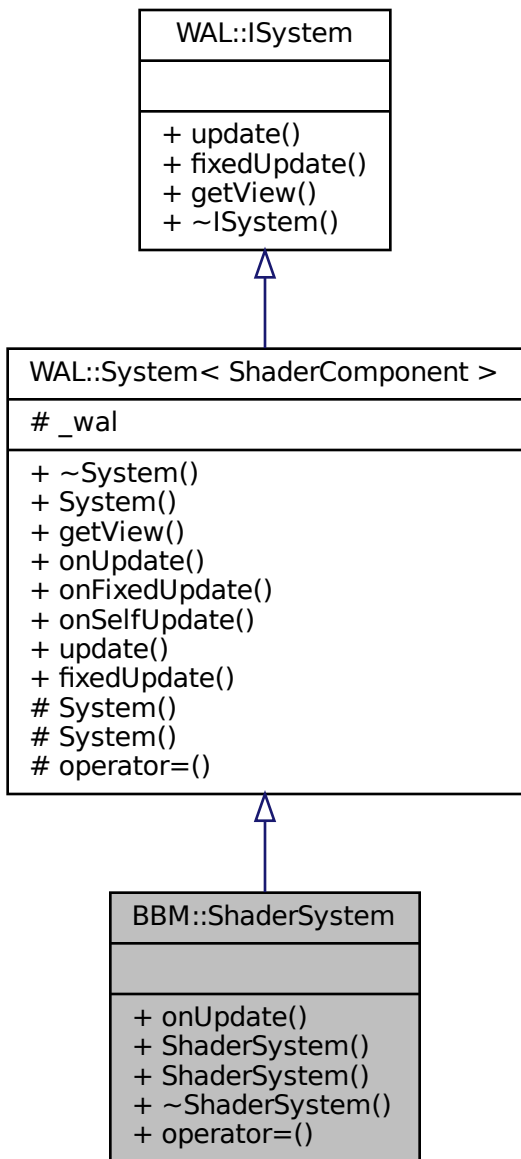 WAL::ISystem
+ update()
+ fixedUpdate()
+ getView()
+ ~ISystem()
WAL::System< ShaderComponent >
# _wal
+ ~System()
+ System()
+ getView()
+ onUpdate()
+ onFixedUpdate()
+ onSelfUpdate()
+ update()
+ fixedUpdate()
# System()
# System()
# operator=()
BBM::ShaderSystem
+ onUpdate()
+ ShaderSystem()
+ ShaderSystem()
+ ~ShaderSystem()
+ operator=()